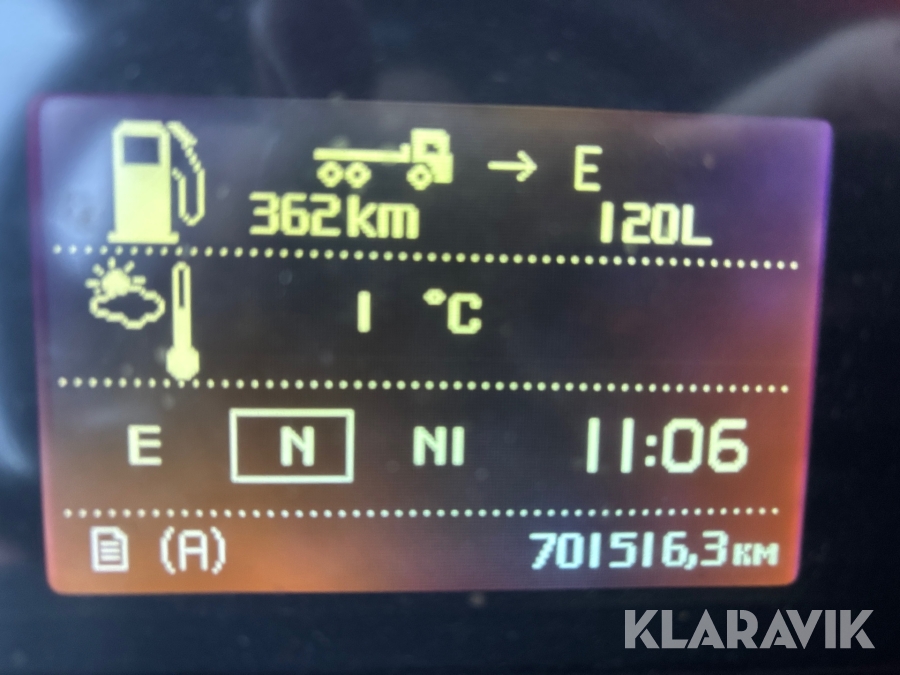 → E
362km 120L
1 °C
E N NI 11:06
(A) 701516,3км
KLARAVIK